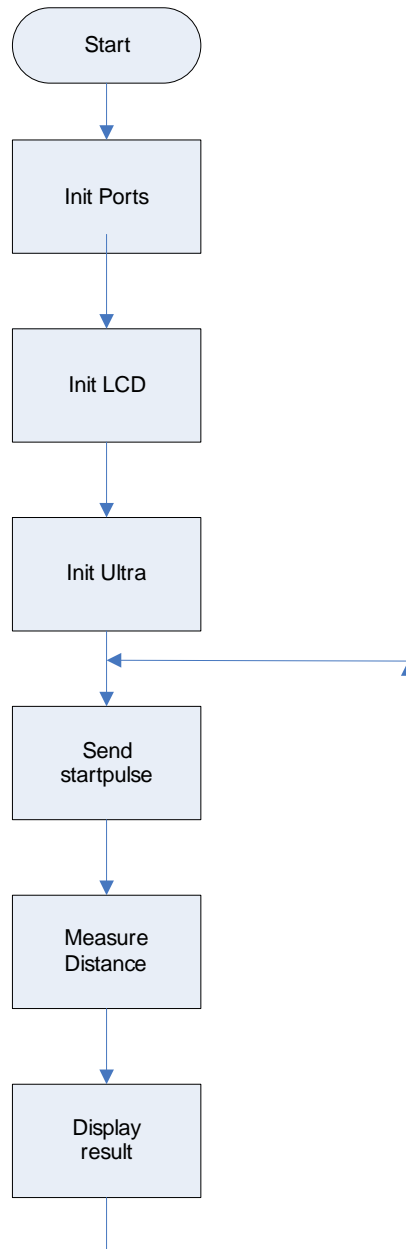 Start
Init Ports
Init LCD
Init Ultra
Send
startpulse
Measure
Distance
Display
result